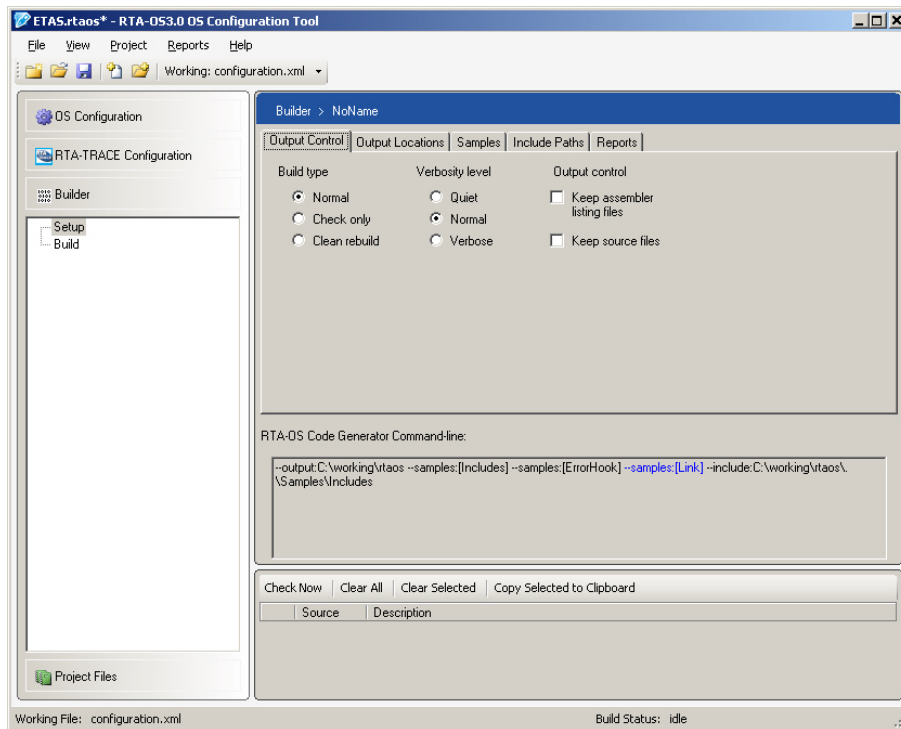 ETAS.rtaos* - RTA-OS3.0 OS Configuration Tool
File View Project Reports Help
Working: configuration.xml
OS Configuration
RTA-TRACE Configuration
Builder
Setup
Build
Project Files
Builder > NoName
Output Control Output Locations Samples Include Paths Reports
Build type Verbosity level Output control
Normal Quiet Keep assembler
listing files
Check only Normal
Clean rebuild Verbose Keep source files
RTA-OS Code Generator Command-line:
--output:C:\working\rtaos --samples:[Includes] --samples:[ErrorHook] --samples:[Link] --include:C:\working\rtaos\.
\Samples\Includes
Check Now Clear All Clear Selected Copy Selected to Clipboard
Source Description
Working File: configuration.xml Build Status: idle